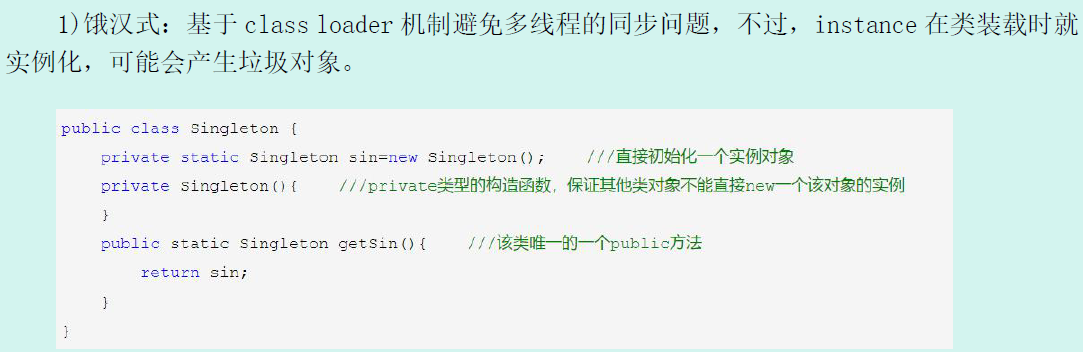 1)饿汉式：基于 class loader 机制避免多线程的同步问题，不过，instance 在类装载时就
实例化，可能会产生垃圾对象。
public class Singleton {
private static Singleton sin=new Singleton();    ///直接初始化一个实例对象
private Singleton(){    ///private类型的构造函数，保证其他类对象不能直接new一个该对象的实例
}
public static Singleton getSin(){    ///该类唯一的一个public方法
return sin;
}
}